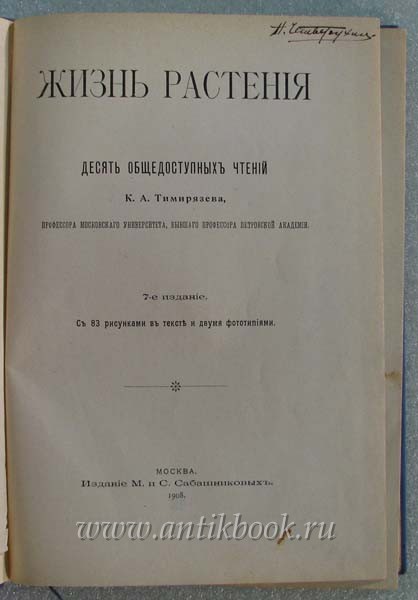 ЖИЗНЬ РАСТЕНІЯ
ДЕСЯТЬ ОБЩЕДОСТУПНЫХЪ ЧТЕНІЙ
К. А. Тимирязева,
ПРОФЕССОРА МОСКОВСКАГО УНИВЕРСИТЕТА, БЫВШАГО ПРОФЕССОРА ПЕТРОВСКОЙ АКАДЕМІИ.
7-е изданіе.
Съ 83 рисунками въ текстѣ и двумя фототипіями.
МОСКВА.
Изданіе М. и С. Сабашниковыхъ.
1908.
www.antikbook.ru